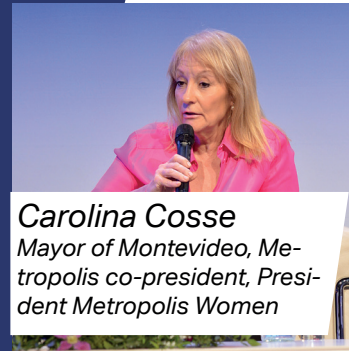 Carolina Cosse
Mayor of Montevideo, Me-
tropolis co-president, Presi-
dent Metropolis Women